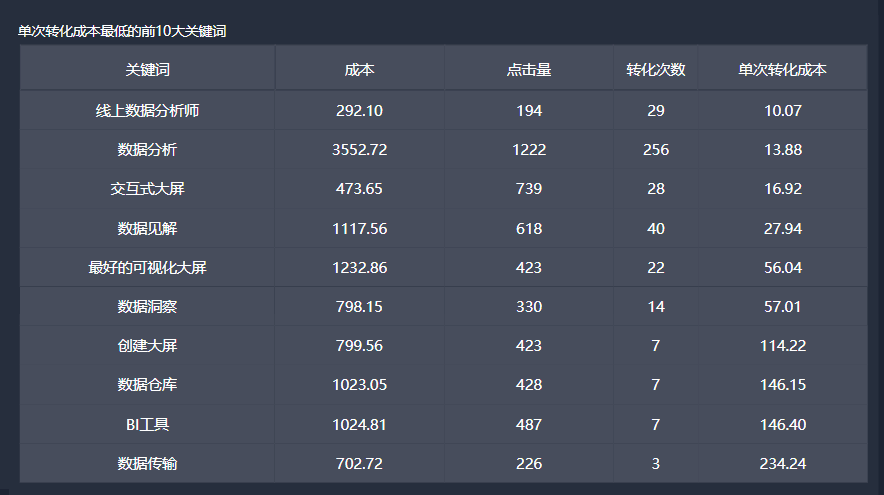 单次转化成本最低的前10大关键词
关键词 成本 点击量 转化次数 单次转化成本
线上数据分析师 292.10 194 29 10.07
数据分析 3552.72 1222 256 13.88
交互式大屏 473.65 739 28 16.92
数据见解 1117.56 618 40 27.94
最好的可视化大屏 1232.86 423 22 56.04
数据洞察 798.15 330 14 57.01
创建大屏 799.56 423 7 114.22
数据仓库 1023.05 428 7 146.15
BI工具 1024.81 487 7 146.40
数据传输 702.72 226 3 234.24